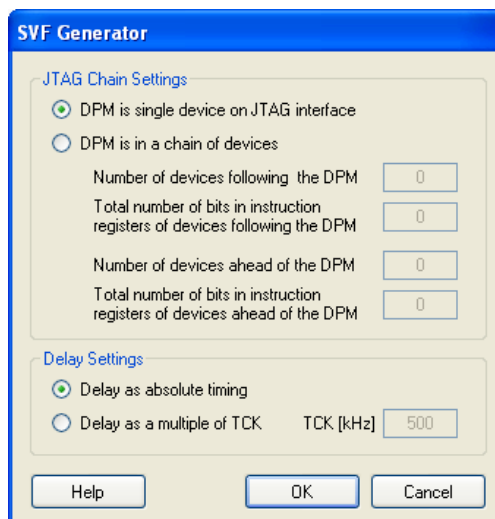 SVF Generator
JTAG Chain Settings
DPM is single device on JTAG interface
DPM is in a chain of devices
Number of devices following the DPM 0
Total number of bits in instruction
registers of devices following the DPM 0
Number of devices ahead of the DPM 0
Total number of bits in instruction
registers of devices ahead of the DPM 0
Delay Settings
Delay as absolute timing
Delay as a multiple of TCK TCK [kHz] 500
Help OK Cancel